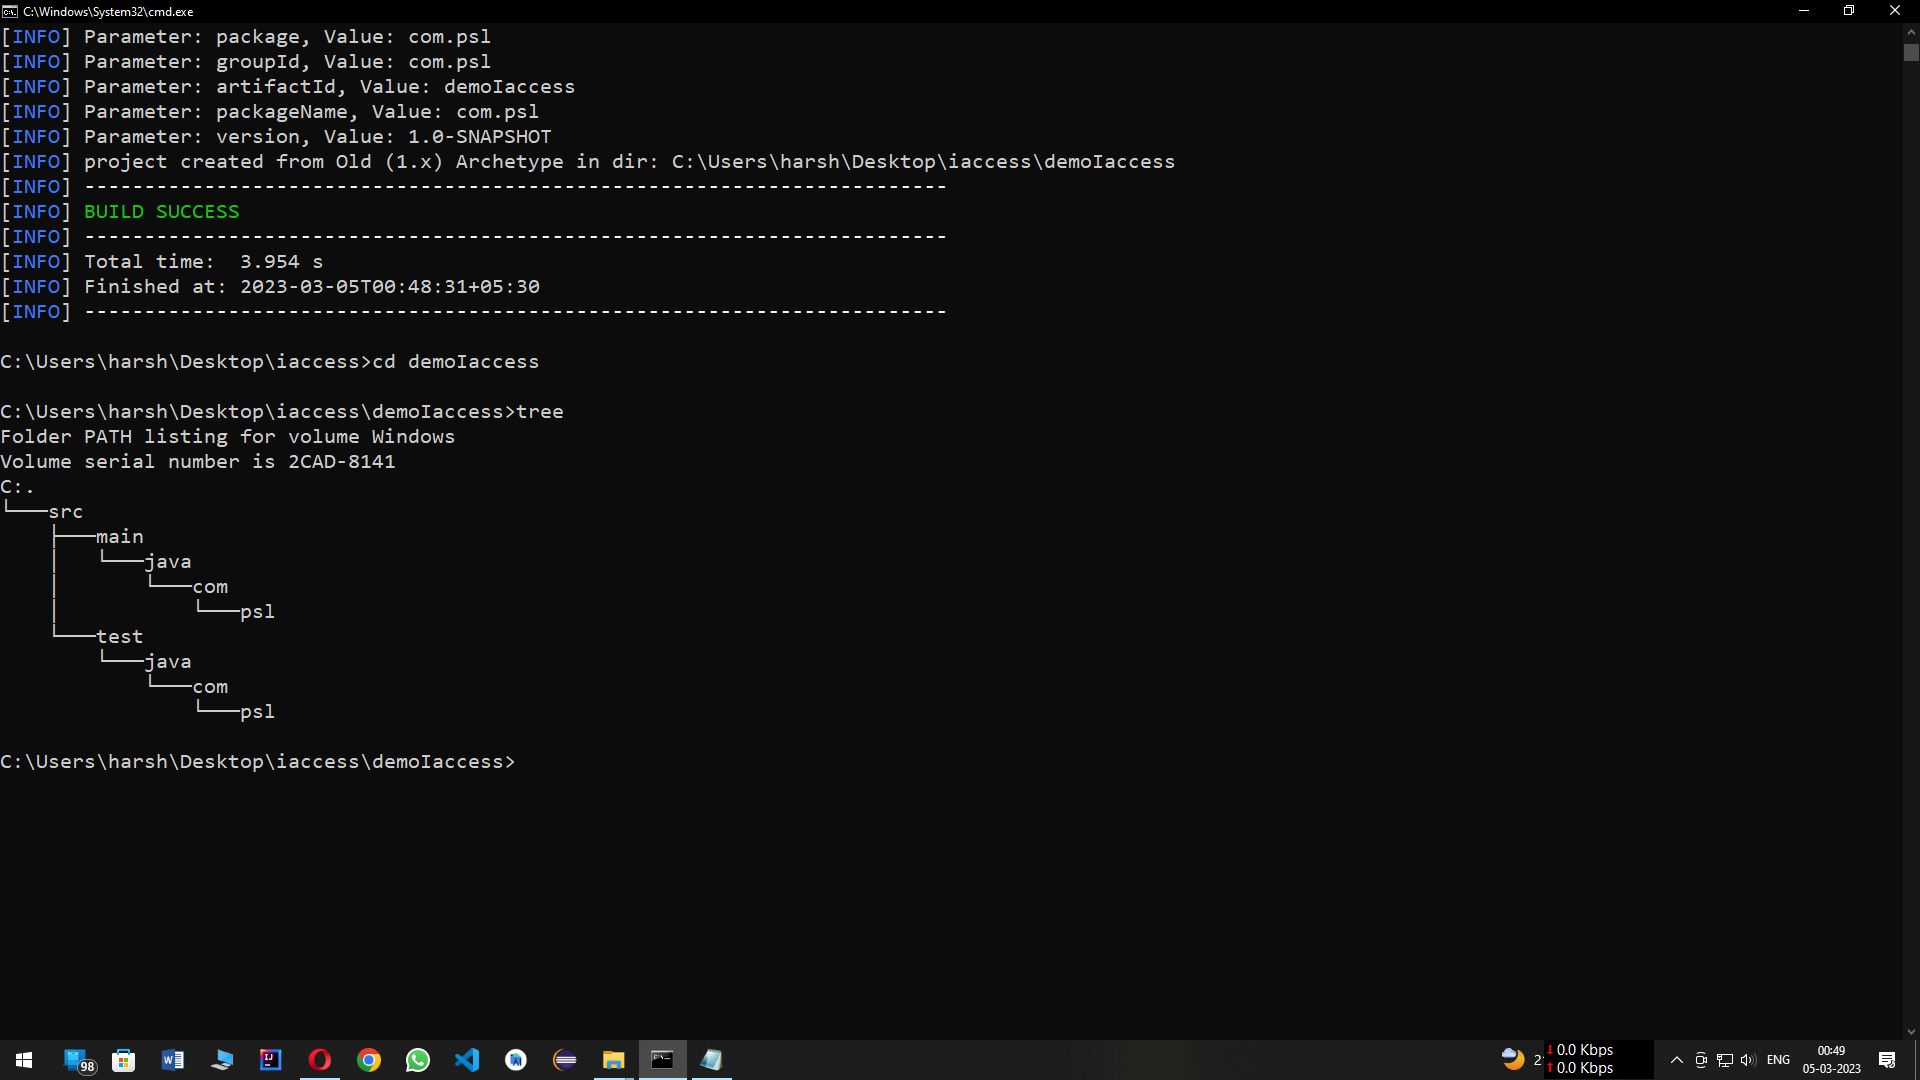 C:\Windows\System32\cmd.exe
[INFO] Parameter: package, Value: com.psl
[INFO] Parameter: groupId, Value: com.psl
[INFO] Parameter: artifactId, Value: demoIaccess
[INFO] Parameter: packageName, Value: com.psl
[INFO] Parameter: version, Value: 1.0-SNAPSHOT
[INFO] project created from Old (1.x) Archetype in dir: C:\Users\harsh\Desktop\iaccess\demoIaccess
[INFO] ------------------------------------------------------------------------
[INFO] BUILD SUCCESS
[INFO] ------------------------------------------------------------------------
[INFO] Total time:  3.954 s
[INFO] Finished at: 2023-03-05T00:48:31+05:30
[INFO] ------------------------------------------------------------------------
C:\Users\harsh\Desktop\iaccess>cd demoIaccess
C:\Users\harsh\Desktop\iaccess\demoIaccess>tree
Folder PATH listing for volume Windows
Volume serial number is 2CAD-8141
C:.
└───src
    ├───main
    │   └───java
    │       └───com
    │           └───psl
    └───test
        └───java
            └───com
                └───psl
C:\Users\harsh\Desktop\iaccess\demoIaccess>
98
0.0 Kbps
0.0 Kbps
ENG
00:49
05-03-2023